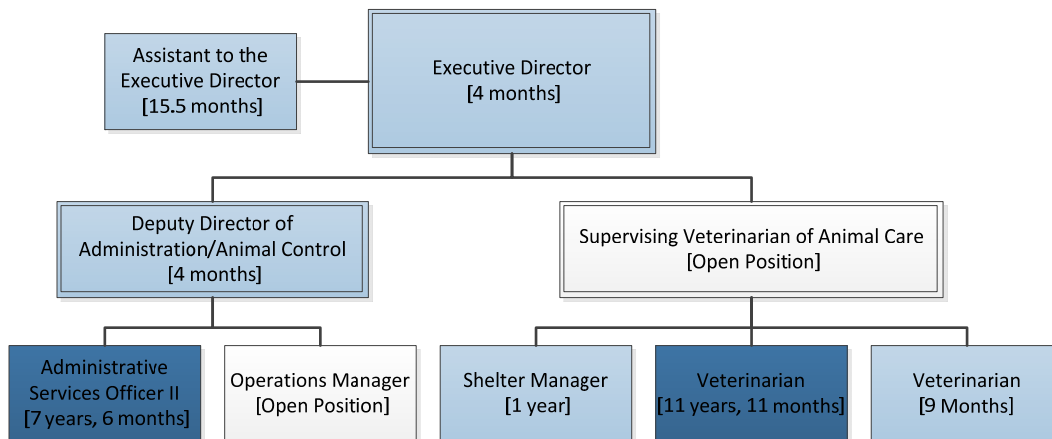 Assistant to the
Executive Director
[15.5 months]
Executive Director
[4 months]
Deputy Director of
Administration/Animal Control
[4 months]
Supervising Veterinarian of Animal Care
[Open Position]
Administrative
Services Officer II
[7 years, 6 months]
Operations Manager
[Open Position]
Shelter Manager
[1 year]
Veterinarian
[11 years, 11 months]
Veterinarian
[9 Months]